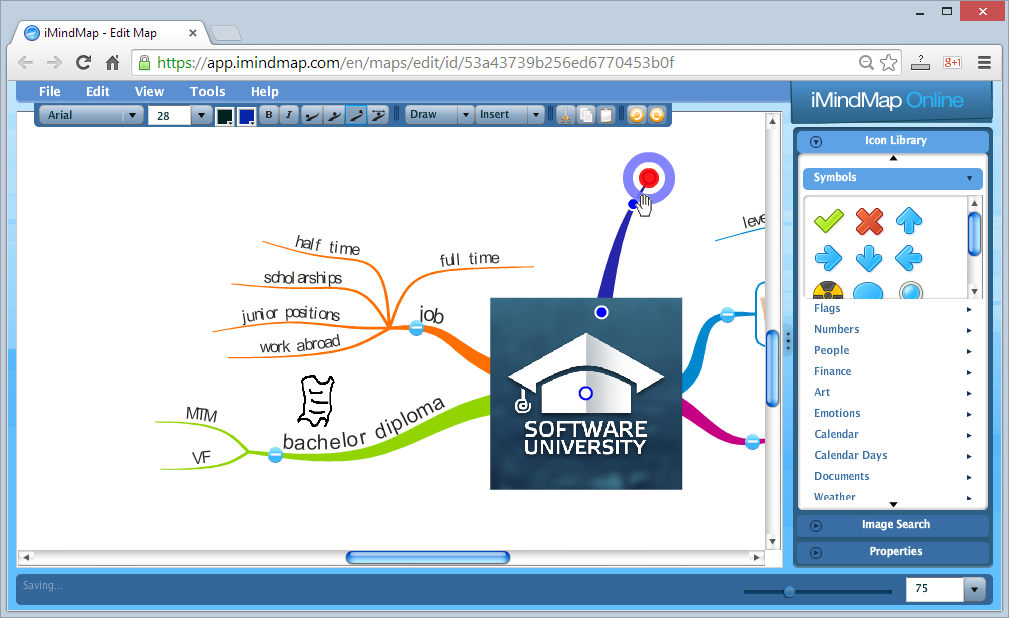 iMindMap - Edit Map
https://app.imindmap.com/en/maps/edit/id/53a43739b256ed6770453b0f
File Edit View Tools Help
Arial 28 B I Draw Insert
iMindMap Online
Icon Library
Symbols
Flags
Numbers
People
Finance
Art
Emotions
Calendar
Calendar Days
Documents
Weather
Image Search
Properties
half time
full time
scholarships
junior positions
work abroad
job
MTM
VF
bachelor diploma
@
SOFTWARE
UNIVERSITY
Saving...
75